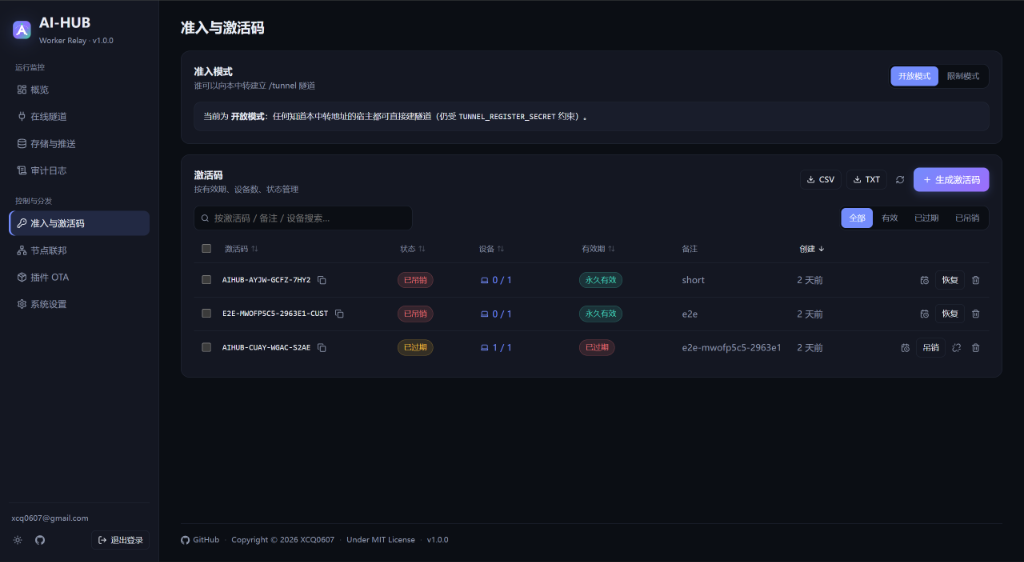 AI-HUB
Worker Relay · v1.0.0
运行监控
概览
在线隧道
存储与推送
审计日志
控制与分发
准入与激活码
节点联邦
插件 OTA
系统设置
xcq0607@gmail.com
退出登录
准入与激活码
准入模式
谁可以向本中转建立 /tunnel 隧道
开放模式 限制模式
当前为 开放模式：任何知道本中转地址的宿主都可直接建隧道（仍受 TUNNEL_REGISTER_SECRET 约束）。
激活码
按有效期、设备数、状态管理
CSV TXT + 生成激活码
按激活码 / 备注 / 设备搜索...
全部 有效 已过期 已吊销
激活码 状态 设备 有效期 备注 创建
AIHUB-AYJW-GCFZ-7HY2 已吊销 0 / 1 永久有效 short 2 天前 恢复
E2E-MWOFP5C5-2963E1-CUST 已吊销 0 / 1 永久有效 e2e 2 天前 恢复
AIHUB-CUAY-WGAC-S2AE 已过期 1 / 1 已过期 e2e-mwofp5c5-2963e1 2 天前 吊销
GitHub · Copyright © 2026 XCQ0607 · Under MIT License · v1.0.0